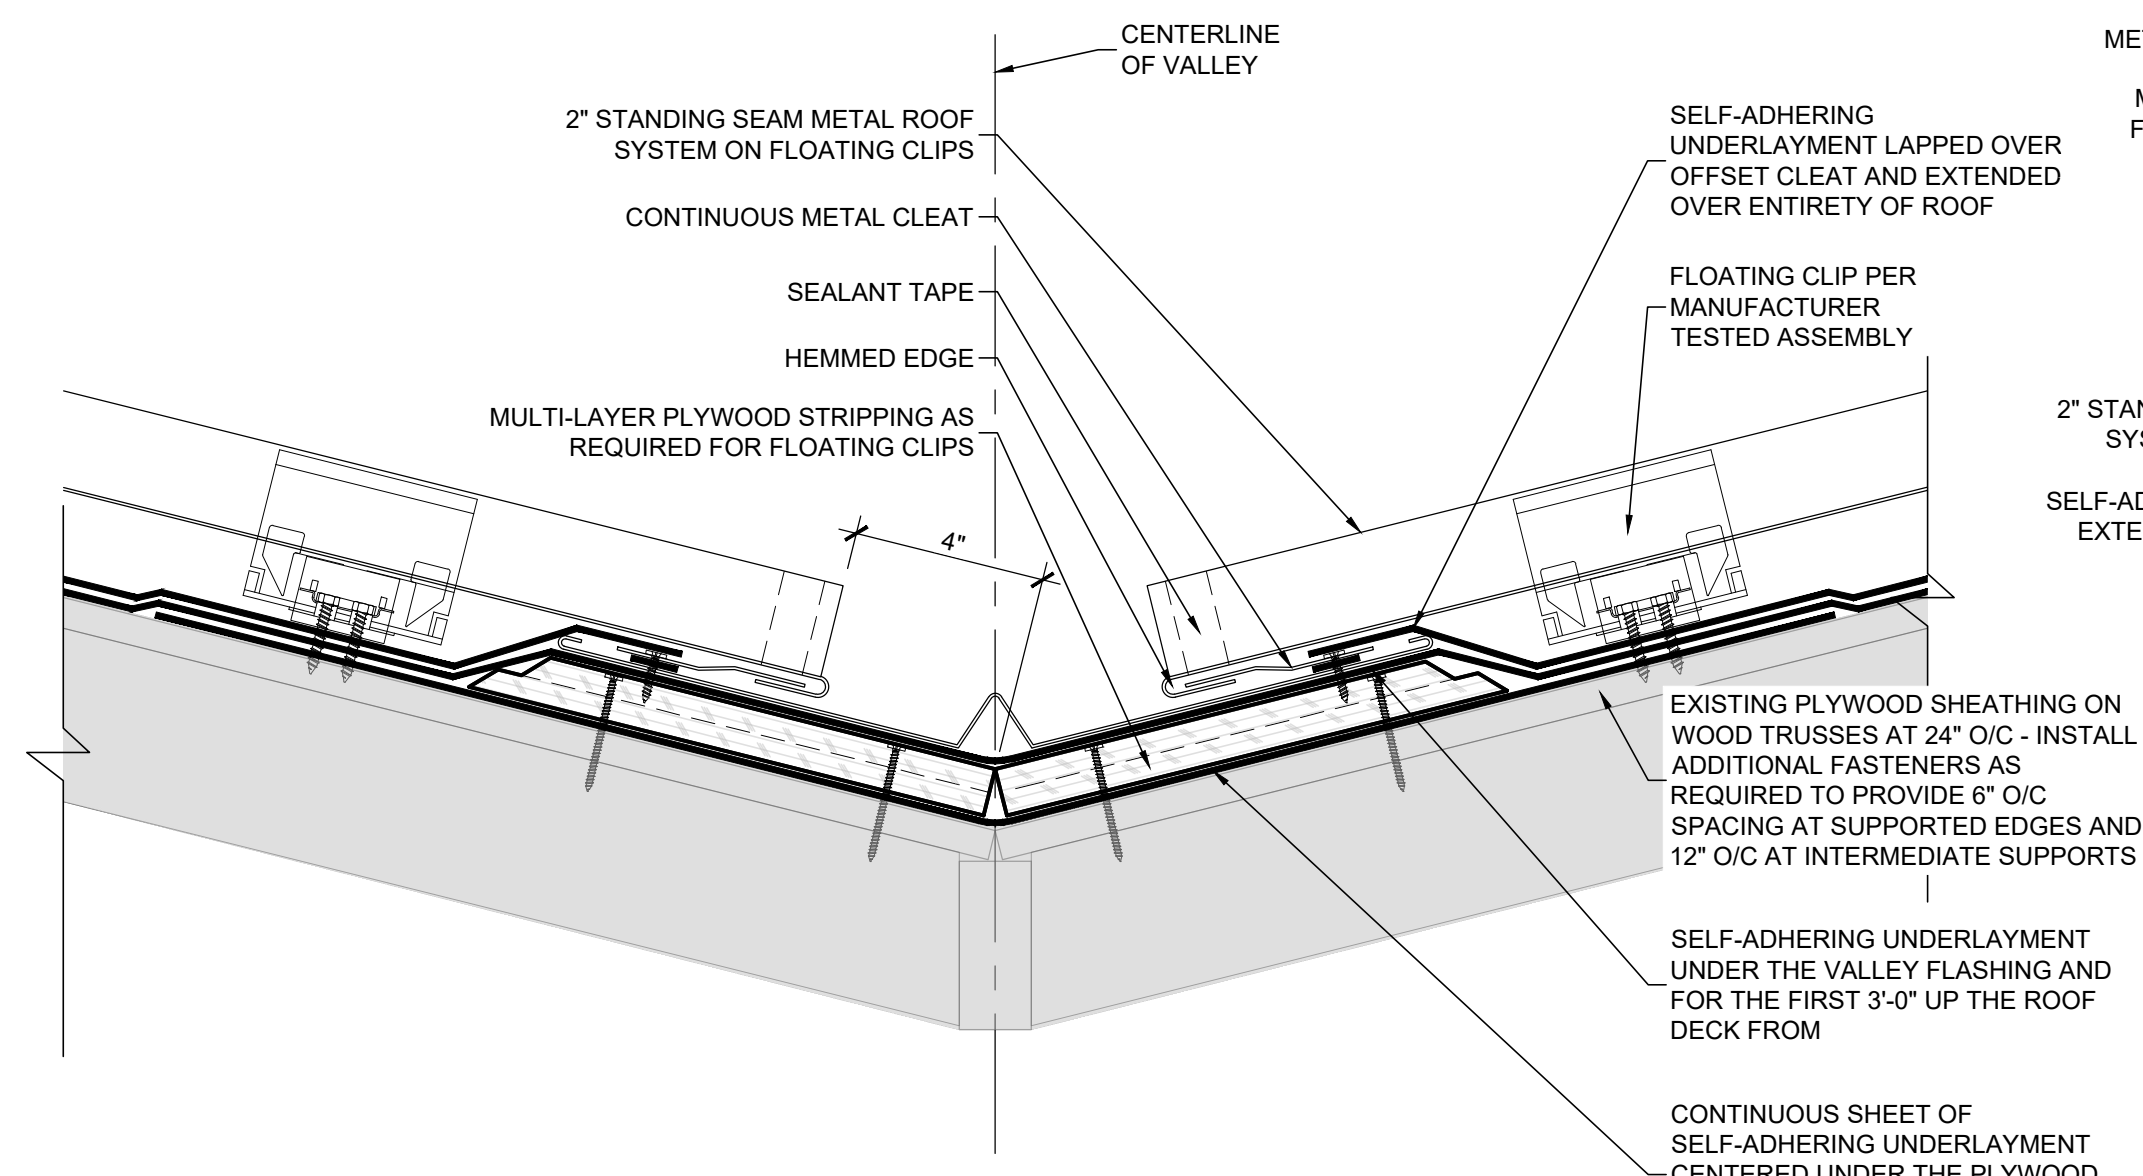 CENTERLINE
OF VALLEY
2" STANDING SEAM METAL ROOF
SYSTEM ON FLOATING CLIPS
CONTINUOUS METAL CLEAT
SEALANT TAPE
HEMMED EDGE
MULTI-LAYER PLYWOOD STRIPPING AS
REQUIRED FOR FLOATING CLIPS
4"
SELF-ADHERING
UNDERLAYMENT LAPPED OVER
OFFSET CLEAT AND EXTENDED
OVER ENTIRETY OF ROOF
FLOATING CLIP PER
MANUFACTURER
TESTED ASSEMBLY
EXISTING PLYWOOD SHEATHING ON
WOOD TRUSSES AT 24" O/C - INSTALL
ADDITIONAL FASTENERS AS
REQUIRED TO PROVIDE 6" O/C
SPACING AT SUPPORTED EDGES AND
12" O/C AT INTERMEDIATE SUPPORTS
SELF-ADHERING UNDERLAYMENT
UNDER THE VALLEY FLASHING AND
FOR THE FIRST 3'-0" UP THE ROOF
DECK FROM
CONTINUOUS SHEET OF
SELF-ADHERING UNDERLAYMENT
CENTERED UNDER THE PLYWOOD
2"